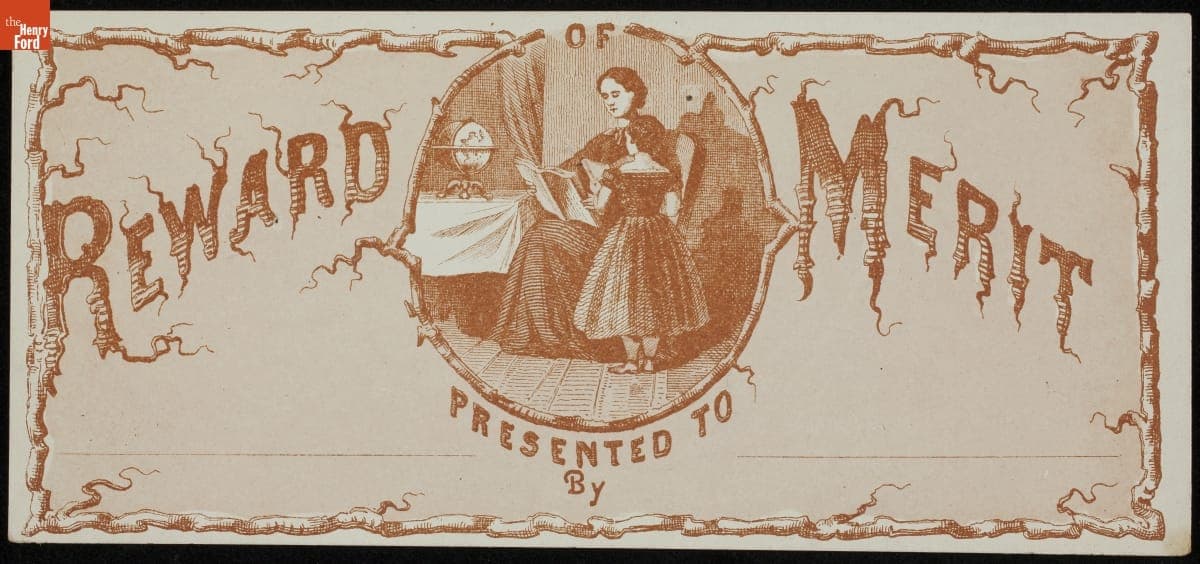 the
Henry
Ford
REWARD
OF
MERIT
PRESENTED TO
By